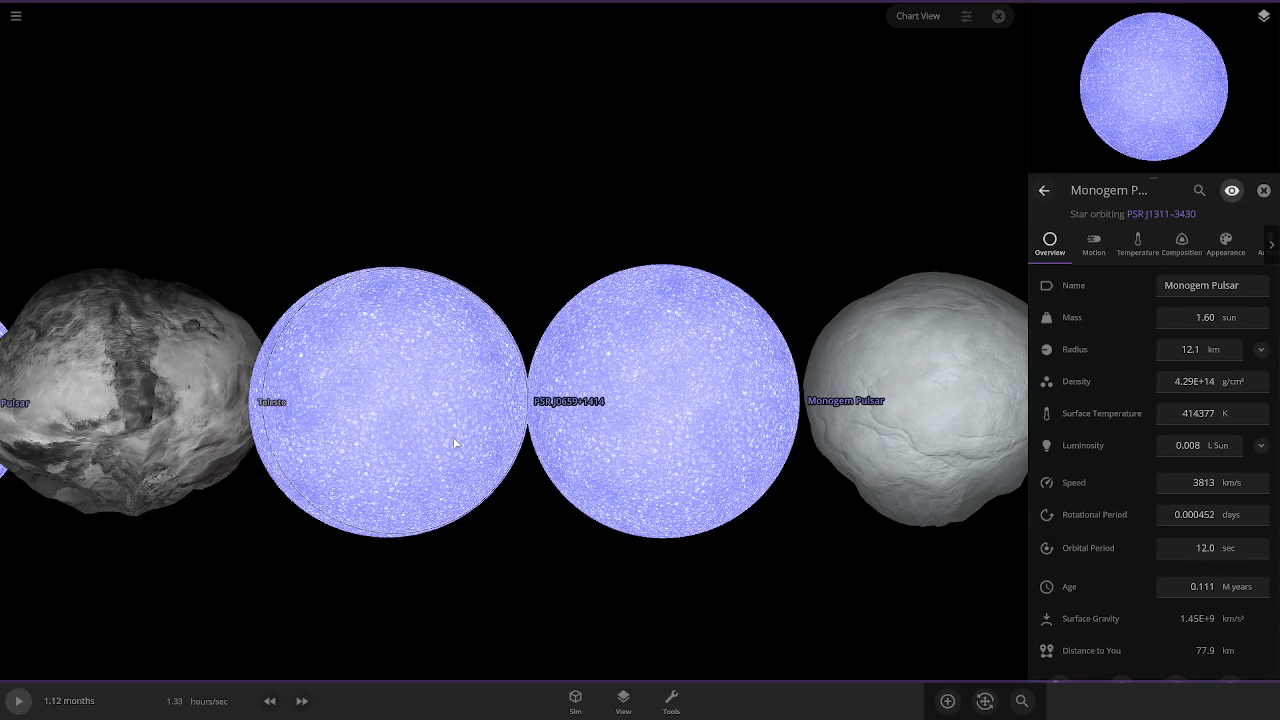 Chart View
Monogem P...
Star orbiting PSR J1311-3430
Overview
Motion
Temperature
Composition
Appearance
Name
Monogem Pulsar
Mass
1.60 sun
Radius
12.1 km
Density
4.29E+14 g/cm³
Surface Temperature
414377 K
Luminosity
0.008 L Sun
Speed
3813 km/s
Rotational Period
0.000452 days
Orbital Period
12.0 sec
Age
0.111 M years
Surface Gravity
1.45E+9 km/s²
Distance to You
77.9 km
Pulsar
Telesto
PSR J0659+1414
Monogem Pulsar
1.12 months
1.33 hours/sec
Sim
View
Tools